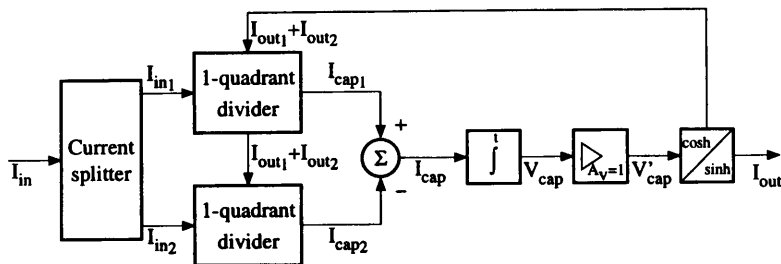 I_out1+I_out2
I_in1
1-quadrant
divider
I_cap1
+
Current
splitter
I_in
I_out1+I_out2
Σ
−
I_cap
∫ t
V_cap
A_V=1
V'_cap
cosh
sinh
I_out
I_in2
1-quadrant
divider
I_cap2